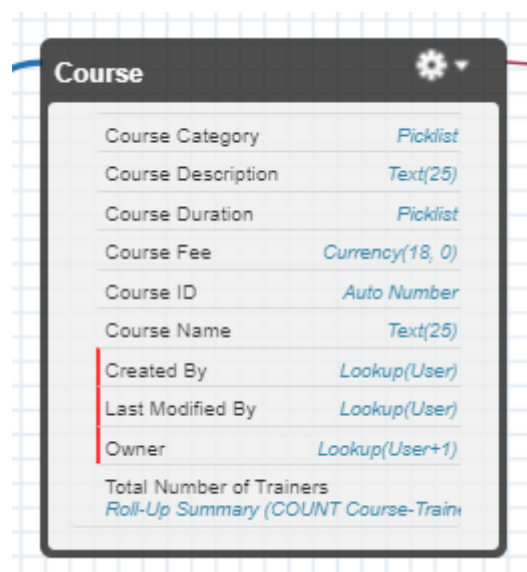 Course
Course Category Picklist
Course Description Text(25)
Course Duration Picklist
Course Fee Currency(18, 0)
Course ID Auto Number
Course Name Text(25)
Created By Lookup(User)
Last Modified By Lookup(User)
Owner Lookup(User+1)
Total Number of Trainers
Roll-Up Summary (COUNT